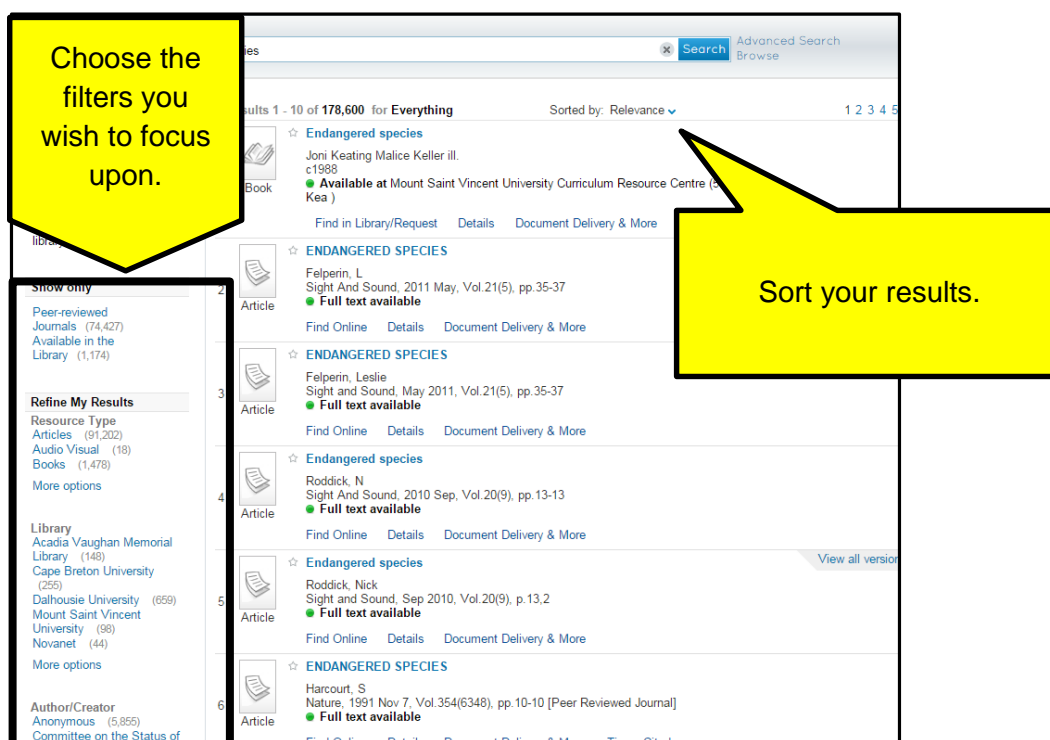 Choose the
filters you
wish to focus
upon.
Search
Advanced Search
Browse
1 - 10 of 178,600 for Everything
Sorted by: Relevance
1 2 3 4 5
Sort your results.
library
Show only
Peer-reviewed
Journals (74,427)
Available in the
Library (1,174)
Refine My Results
Resource Type
Articles (91,202)
Audio Visual (18)
Books (1,478)
More options
Library
Acadia Vaughan Memorial
Library (148)
Cape Breton University
(255)
Dalhousie University (659)
Mount Saint Vincent
University (98)
Novanet (44)
More options
Author/Creator
Anonymous (5,855)
Committee on the Status of
Book
Endangered species
Joni Keating Malice Keller ill.
c1988
Available at Mount Saint Vincent University Curriculum Resource Centre
Kea )
Find in Library/Request Details Document Delivery & More
2
Article
ENDANGERED SPECIES
Felperin, L
Sight And Sound, 2011 May, Vol.21(5), pp.35-37
Full text available
Find Online Details Document Delivery & More
3
Article
ENDANGERED SPECIES
Felperin, Leslie
Sight and Sound, May 2011, Vol.21(5), pp.35-37
Full text available
Find Online Details Document Delivery & More
4
Article
Endangered species
Roddick, N
Sight And Sound, 2010 Sep, Vol.20(9), pp.13-13
Full text available
Find Online Details Document Delivery & More
5
Article
Endangered species
View all version
Roddick, Nick
Sight and Sound, Sep 2010, Vol.20(9), p.13,2
Full text available
Find Online Details Document Delivery & More
6
Article
ENDANGERED SPECIES
Harcourt, S
Nature, 1991 Nov 7, Vol.354(6348), pp.10-10 [Peer Reviewed Journal]
Full text available